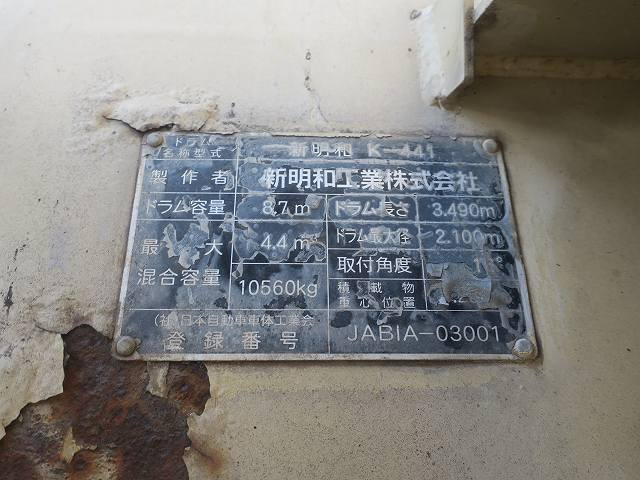 ドラム 名称型式 新明和 K-441
製作者 新明和工業株式会社
ドラム容量 8.7㎥ ドラム長さ 3.490m
ドラム最大径 2.100m
最大混合容量 4.4㎥ 10560kg
取付角度
積載物重心位置
(社)日本自動車車体工業会
登録番号 JABIA-03001